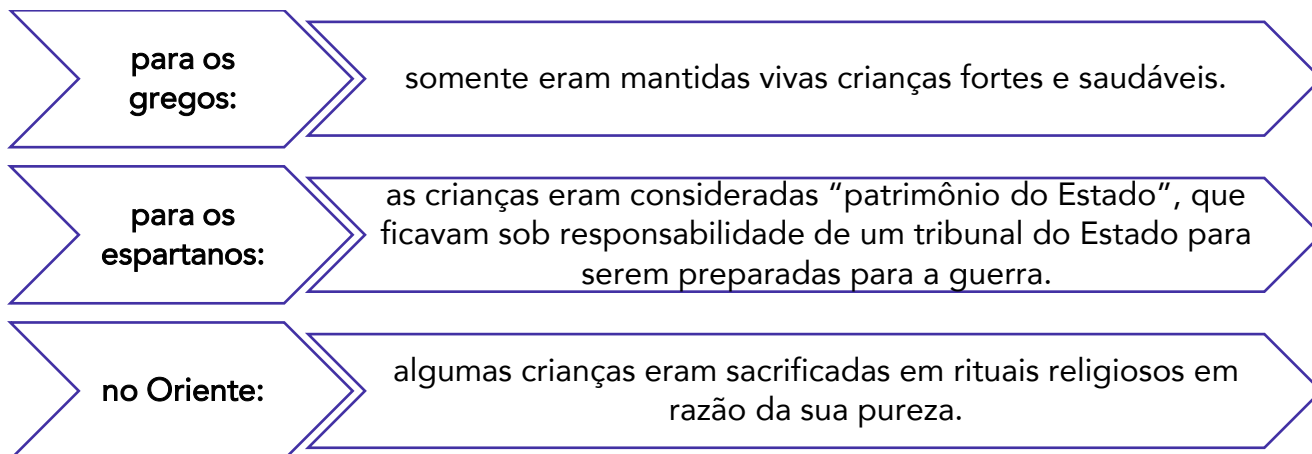 para os
gregos:
somente eram mantidas vivas crianças fortes e saudáveis.
para os
espartanos:
as crianças eram consideradas “patrimônio do Estado”, que
ficavam sob responsabilidade de um tribunal do Estado para
serem preparadas para a guerra.
no Oriente:
algumas crianças eram sacrificadas em rituais religiosos em
razão da sua pureza.